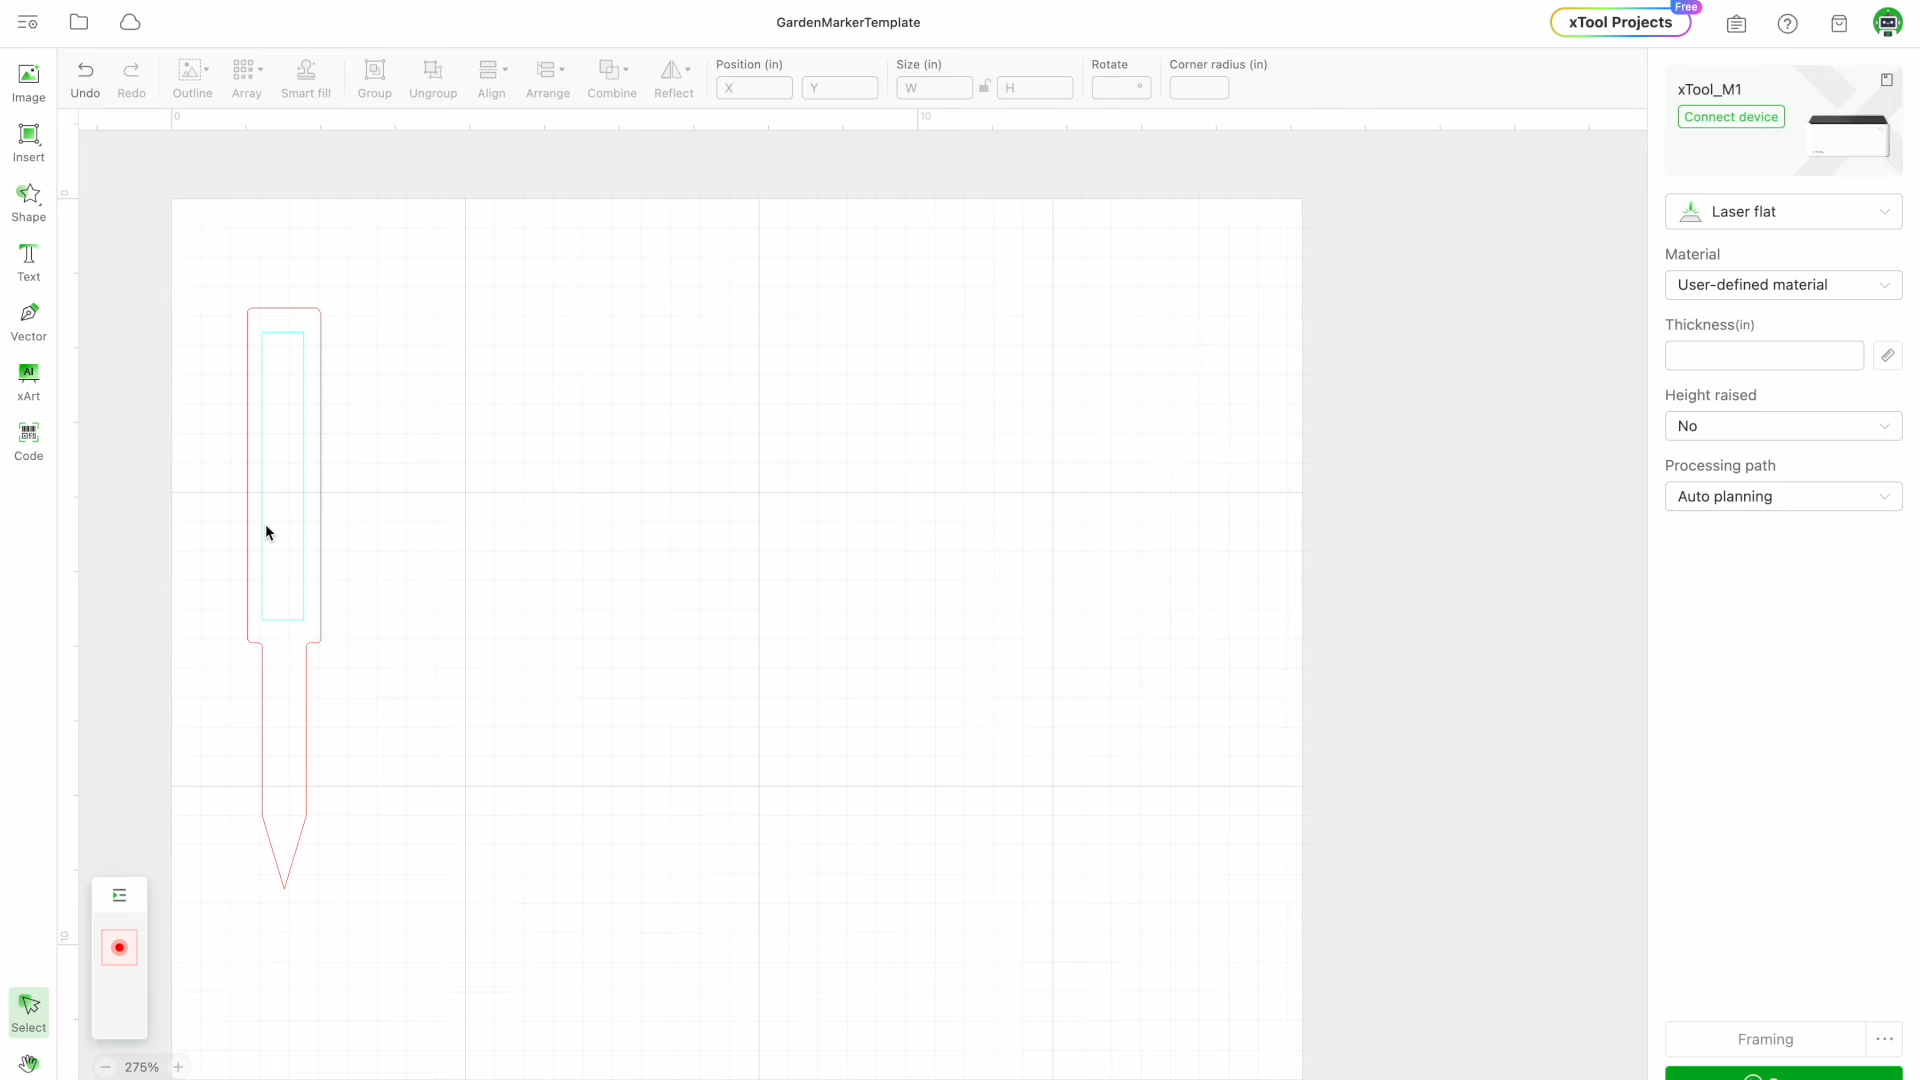 GardenMarkerTemplate
xTool Projects
Free
Image
Insert
Shape
Text
Vector
AI
xArt
Code
Select
Undo
Redo
Outline
Array
Smart fill
Group
Ungroup
Align
Arrange
Combine
Reflect
Position (in)
X
Y
Size (in)
W
H
Rotate
°
Corner radius (in)
0
10
0
10
275%
xTool_M1
Connect device
Laser flat
Material
User-defined material
Thickness(in)
Height raised
No
Processing path
Auto planning
Framing